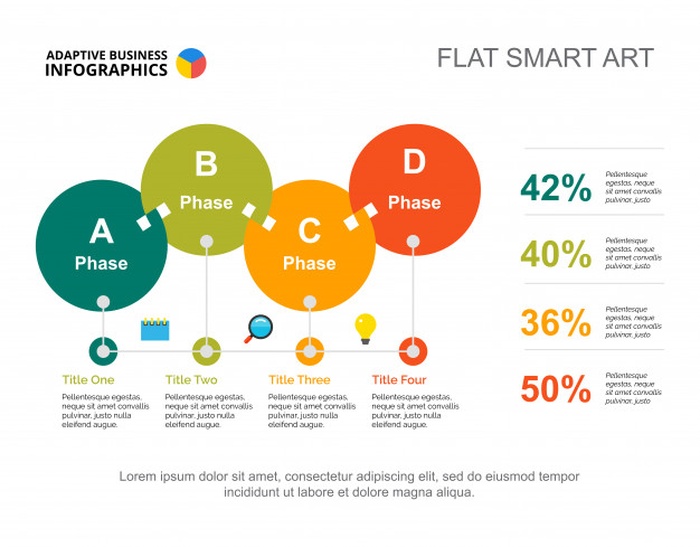 ADAPTIVE BUSINESS
INFOGRAPHICS
FLAT SMART ART
A
Phase
B
Phase
C
Phase
D
Phase
Title One
Pellentesque egestas,
neque sit amet convallis
pulvinar, justo nulla
eleifend augue.
Title Two
Pellentesque egestas,
neque sit amet convallis
pulvinar, justo nulla
eleifend augue.
Title Three
Pellentesque egestas,
neque sit amet convallis
pulvinar, justo nulla
eleifend augue.
Title Four
Pellentesque egestas,
neque sit amet convallis
pulvinar, justo nulla
eleifend augue.
42%
Pellentesque
egestas, neque
sit amet convallis
pulvinar, justo
40%
Pellentesque
egestas, neque
sit amet convallis
pulvinar, justo
36%
Pellentesque
egestas, neque
sit amet convallis
pulvinar, justo
50%
Pellentesque
egestas, neque
sit amet convallis
pulvinar, justo
Lorem ipsum dolor sit amet, consectetur adipiscing elit, sed do eiusmod tempor
incididunt ut labore et dolore magna aliqua.